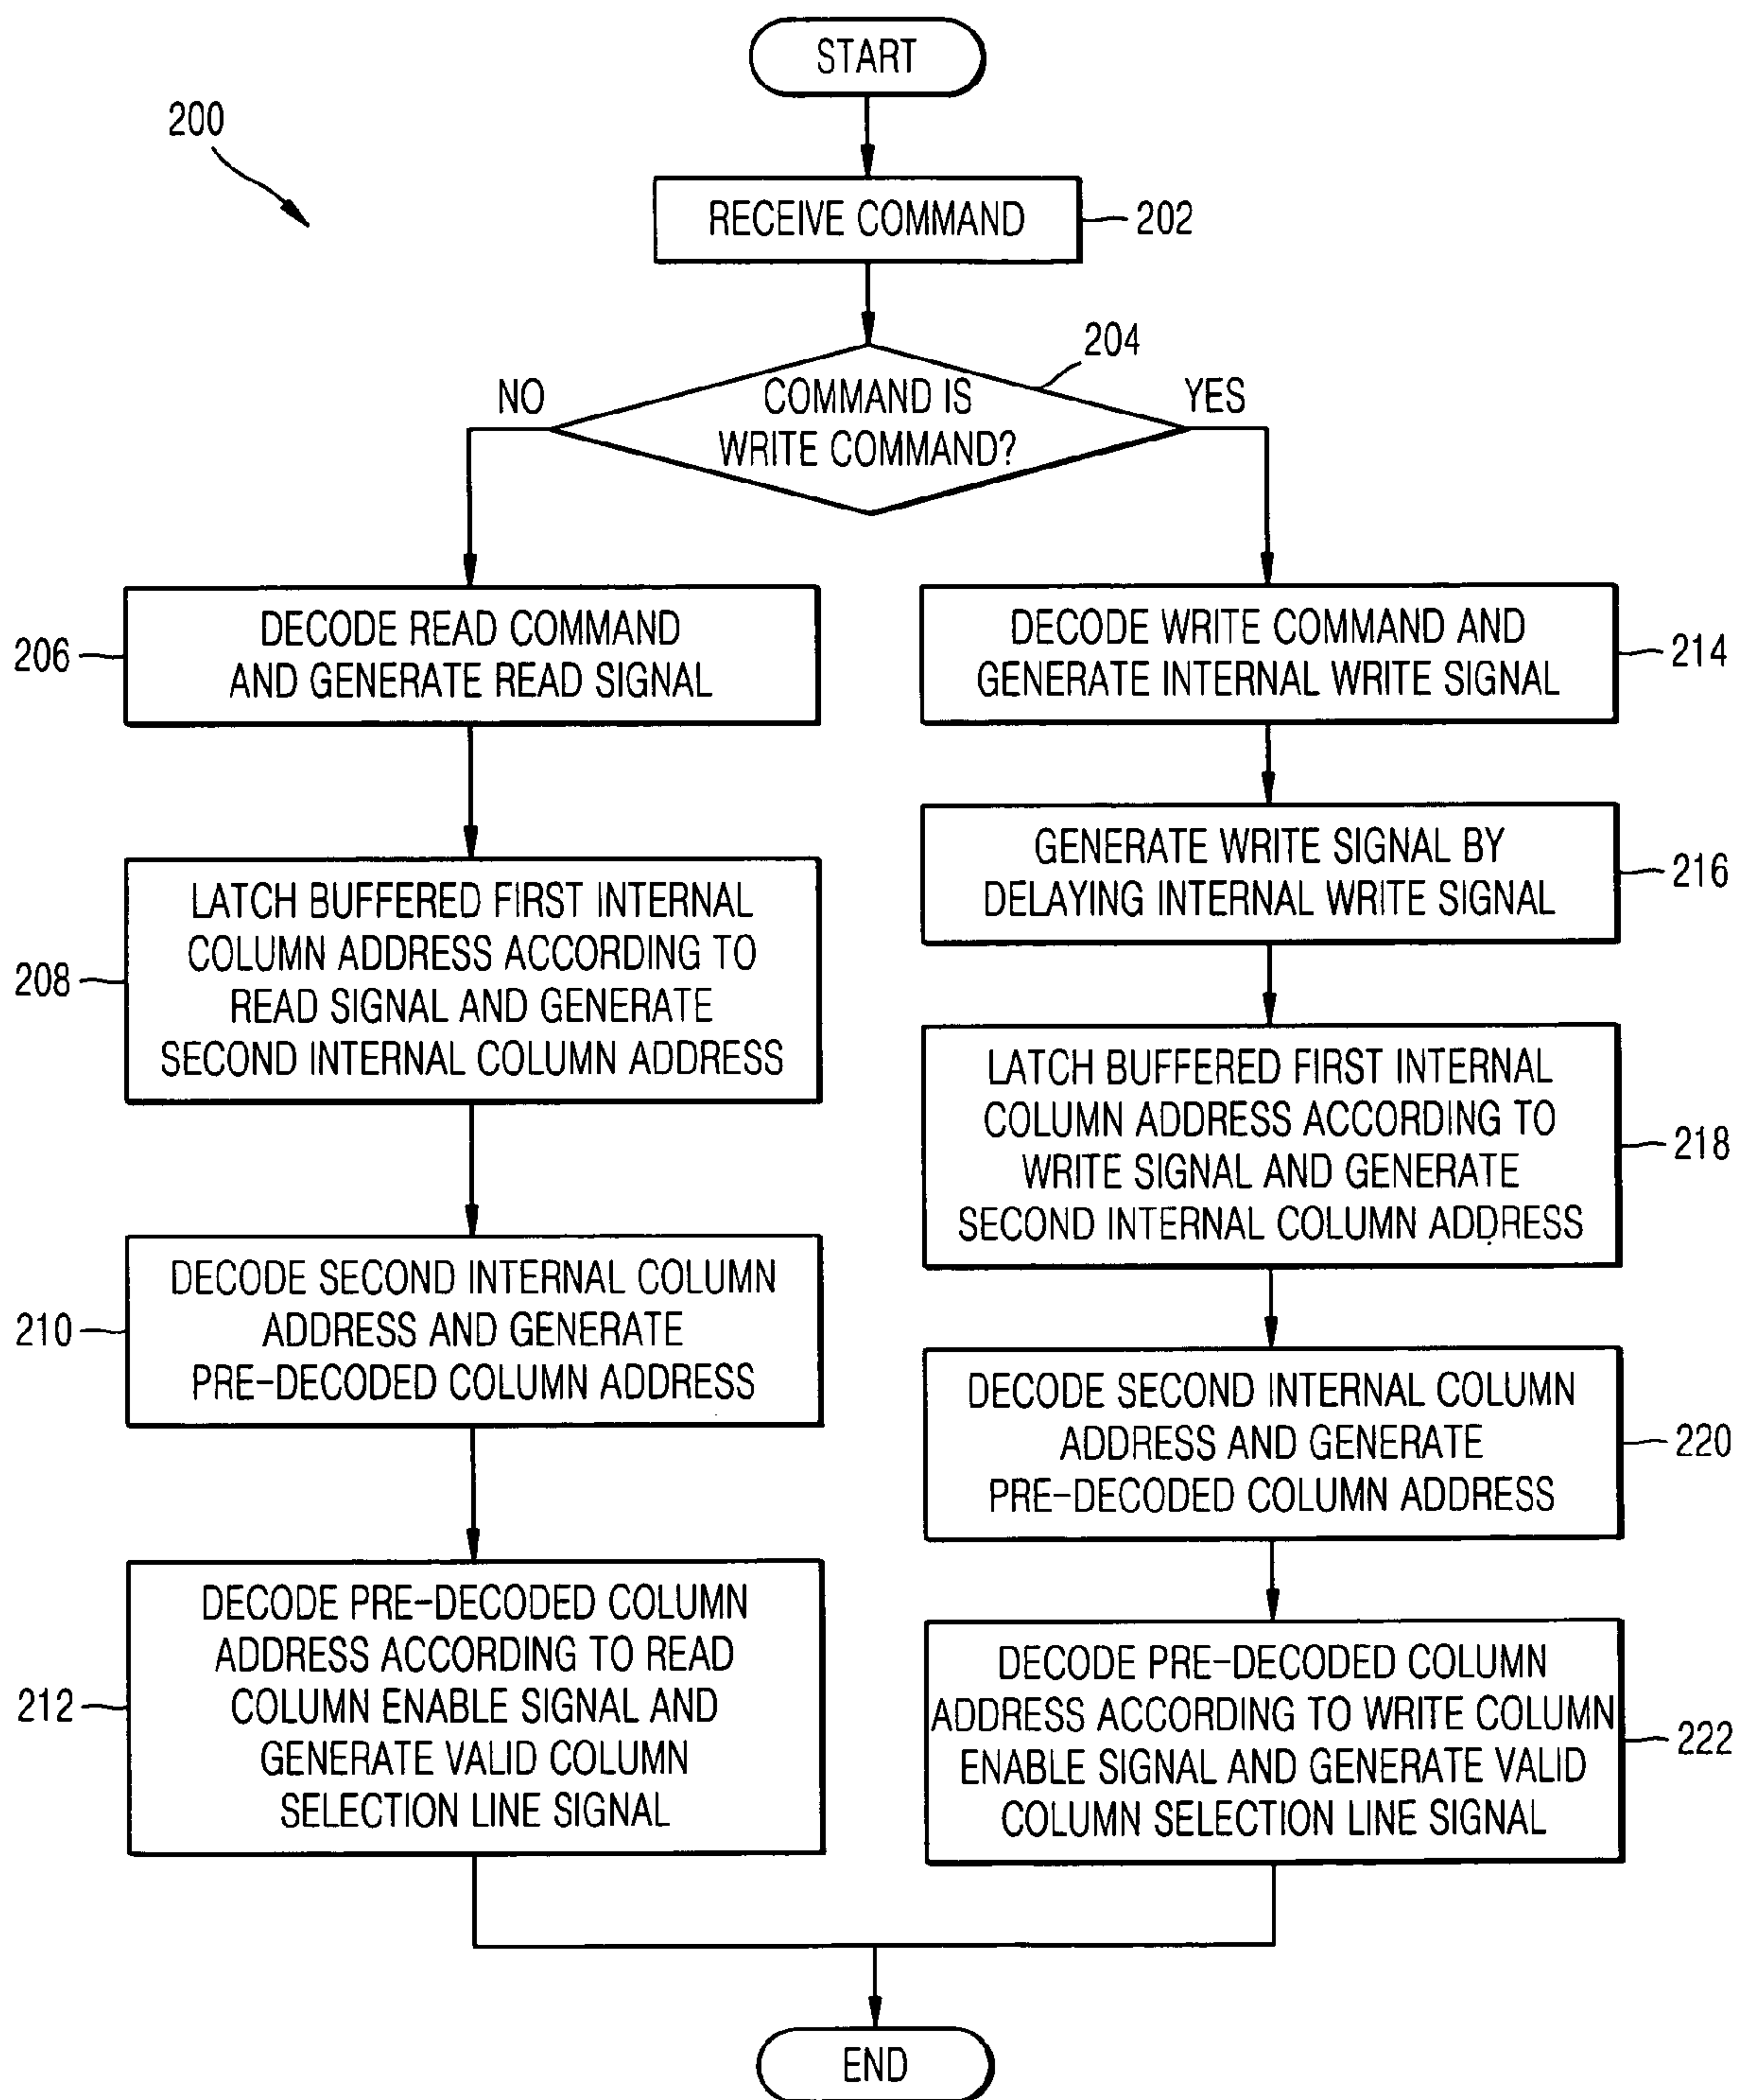 START
200
RECEIVE COMMAND
202
204
NO
COMMAND IS
WRITE COMMAND?
YES
206
DECODE READ COMMAND
AND GENERATE READ SIGNAL
208
LATCH BUFFERED FIRST INTERNAL
COLUMN ADDRESS ACCORDING TO
READ SIGNAL AND GENERATE
SECOND INTERNAL COLUMN ADDRESS
210
DECODE SECOND INTERNAL COLUMN
ADDRESS AND GENERATE
PRE-DECODED COLUMN ADDRESS
212
DECODE PRE-DECODED COLUMN
ADDRESS ACCORDING TO READ
COLUMN ENABLE SIGNAL AND
GENERATE VALID COLUMN
SELECTION LINE SIGNAL
DECODE WRITE COMMAND AND
GENERATE INTERNAL WRITE SIGNAL
214
GENERATE WRITE SIGNAL BY
DELAYING INTERNAL WRITE SIGNAL
216
LATCH BUFFERED FIRST INTERNAL
COLUMN ADDRESS ACCORDING TO
WRITE SIGNAL AND GENERATE
SECOND INTERNAL COLUMN ADDRESS
218
DECODE SECOND INTERNAL COLUMN
ADDRESS AND GENERATE
PRE-DECODED COLUMN ADDRESS
220
DECODE PRE-DECODED COLUMN
ADDRESS ACCORDING TO WRITE COLUMN
ENABLE SIGNAL AND GENERATE VALID
COLUMN SELECTION LINE SIGNAL
222
END